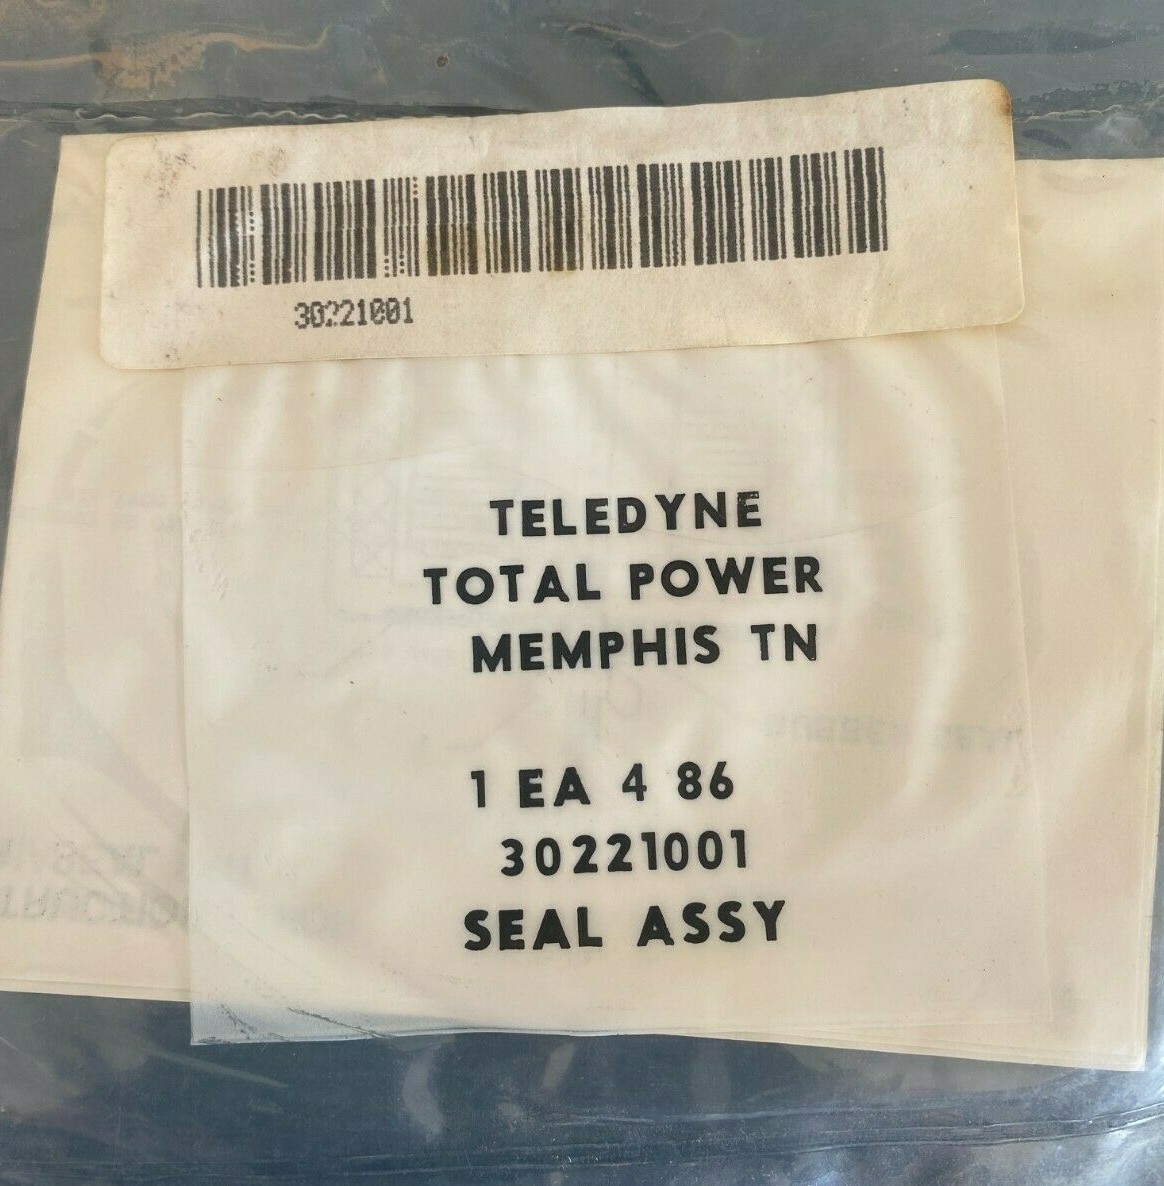 30221001
TELEDYNE
TOTAL POWER
MEMPHIS TN
1 EA 4 86
30221001
SEAL ASSY